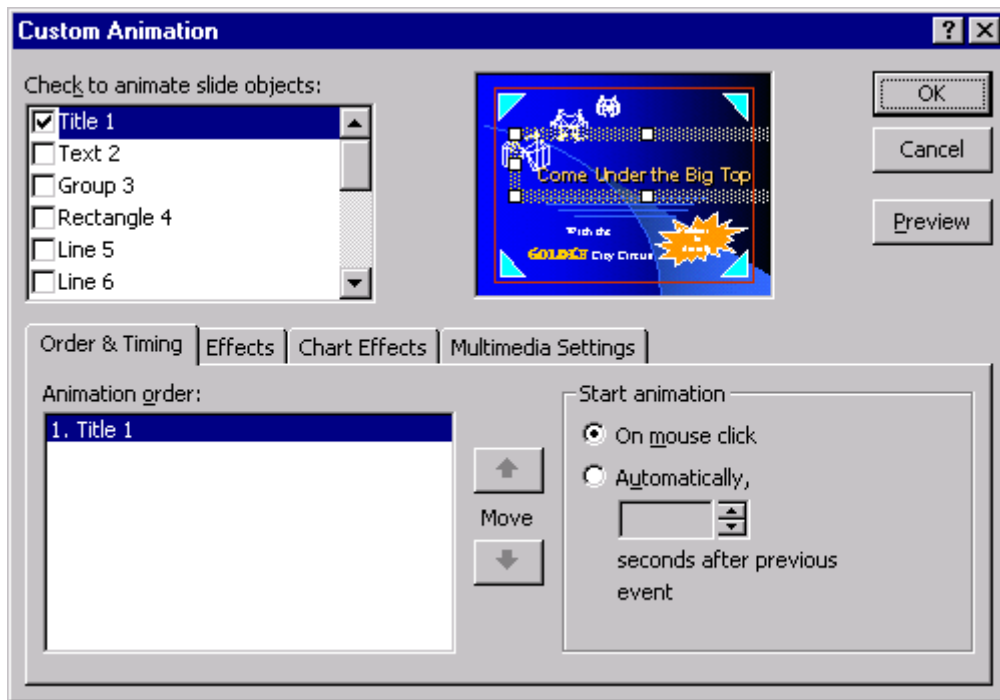 Custom Animation
Check to animate slide objects:
Title 1
Text 2
Group 3
Rectangle 4
Line 5
Line 6
Come Under the Big Top
With the
GOLDEN City Circus
OK
Cancel
Preview
Order & Timing
Effects
Chart Effects
Multimedia Settings
Animation order:
1. Title 1
Move
Start animation
On mouse click
Automatically,
seconds after previous
event